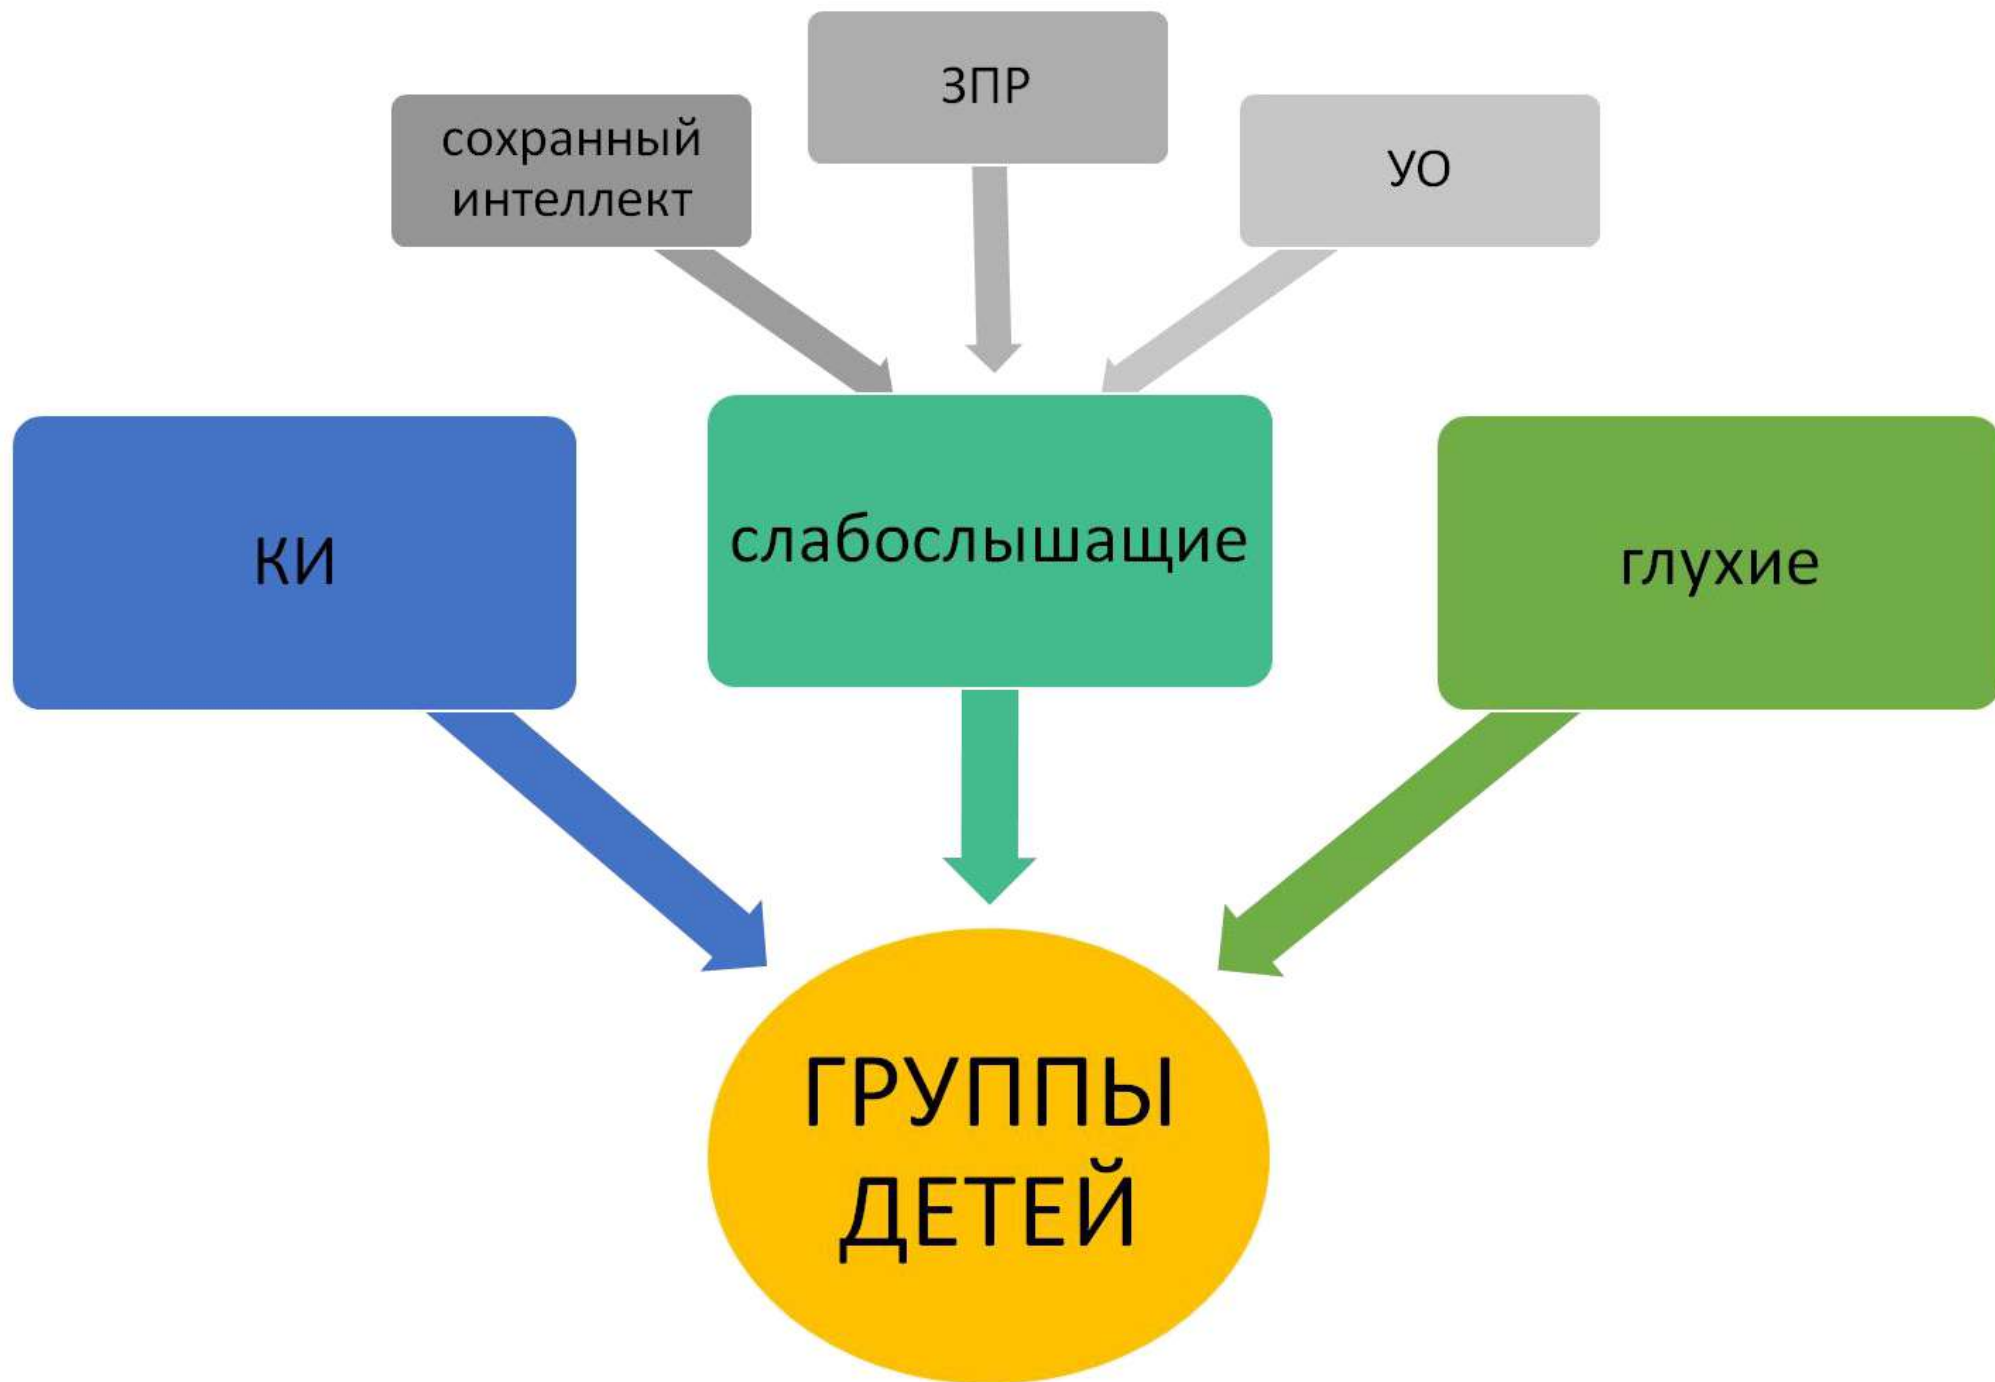 ЗПР
сохранный
интеллект
УО
КИ
слабослышащие
глухие
ГРУППЫ
ДЕТЕЙ